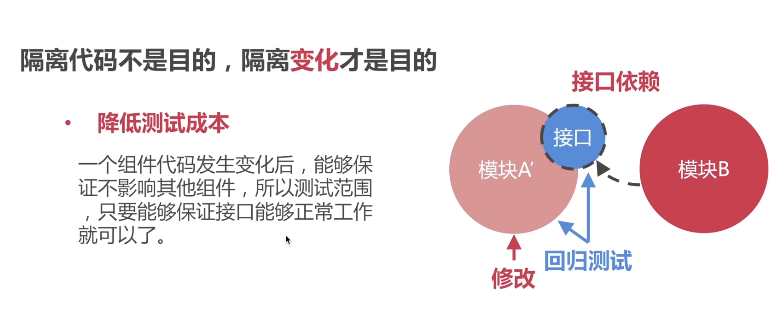 隔离代码不是目的，隔离变化才是目的
• 降低测试成本
一个组件代码发生变化后，能够保
证不影响其他组件，所以测试范围
，只要能够保证接口能够正常工作
就可以了。
接口依赖
接口
模块A'
模块B
回归测试
修改